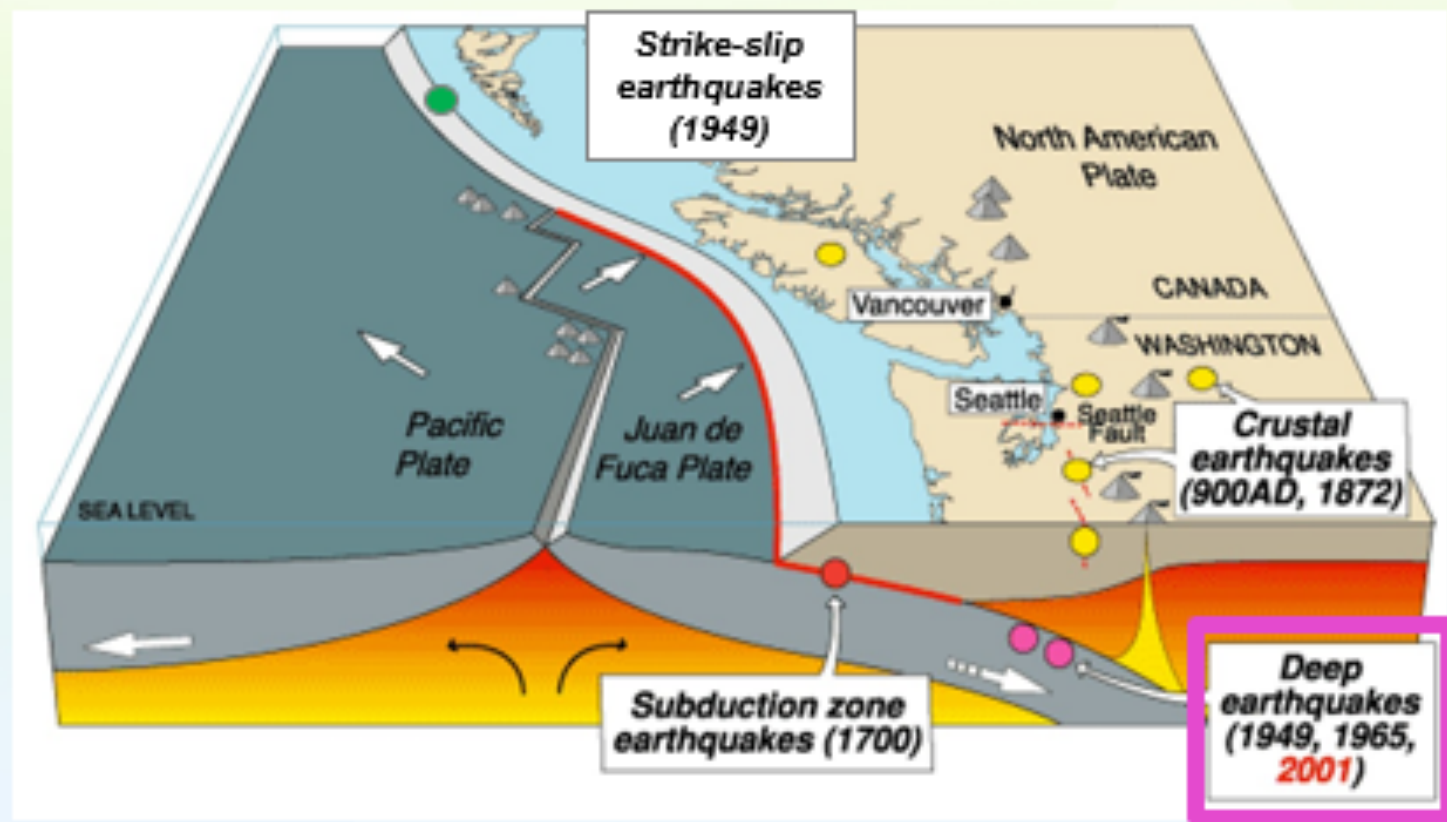 Strike-slip
earthquakes
(1949)
North American
Plate
CANADA
Vancouver
WASHINGTON
Seattle
Seattle
Fault
Pacific
Plate
Juan de
Fuca Plate
Crustal
earthquakes
(900AD, 1872)
SEA LEVEL
Subduction zone
earthquakes (1700)
Deep
earthquakes
(1949, 1965,
2001)